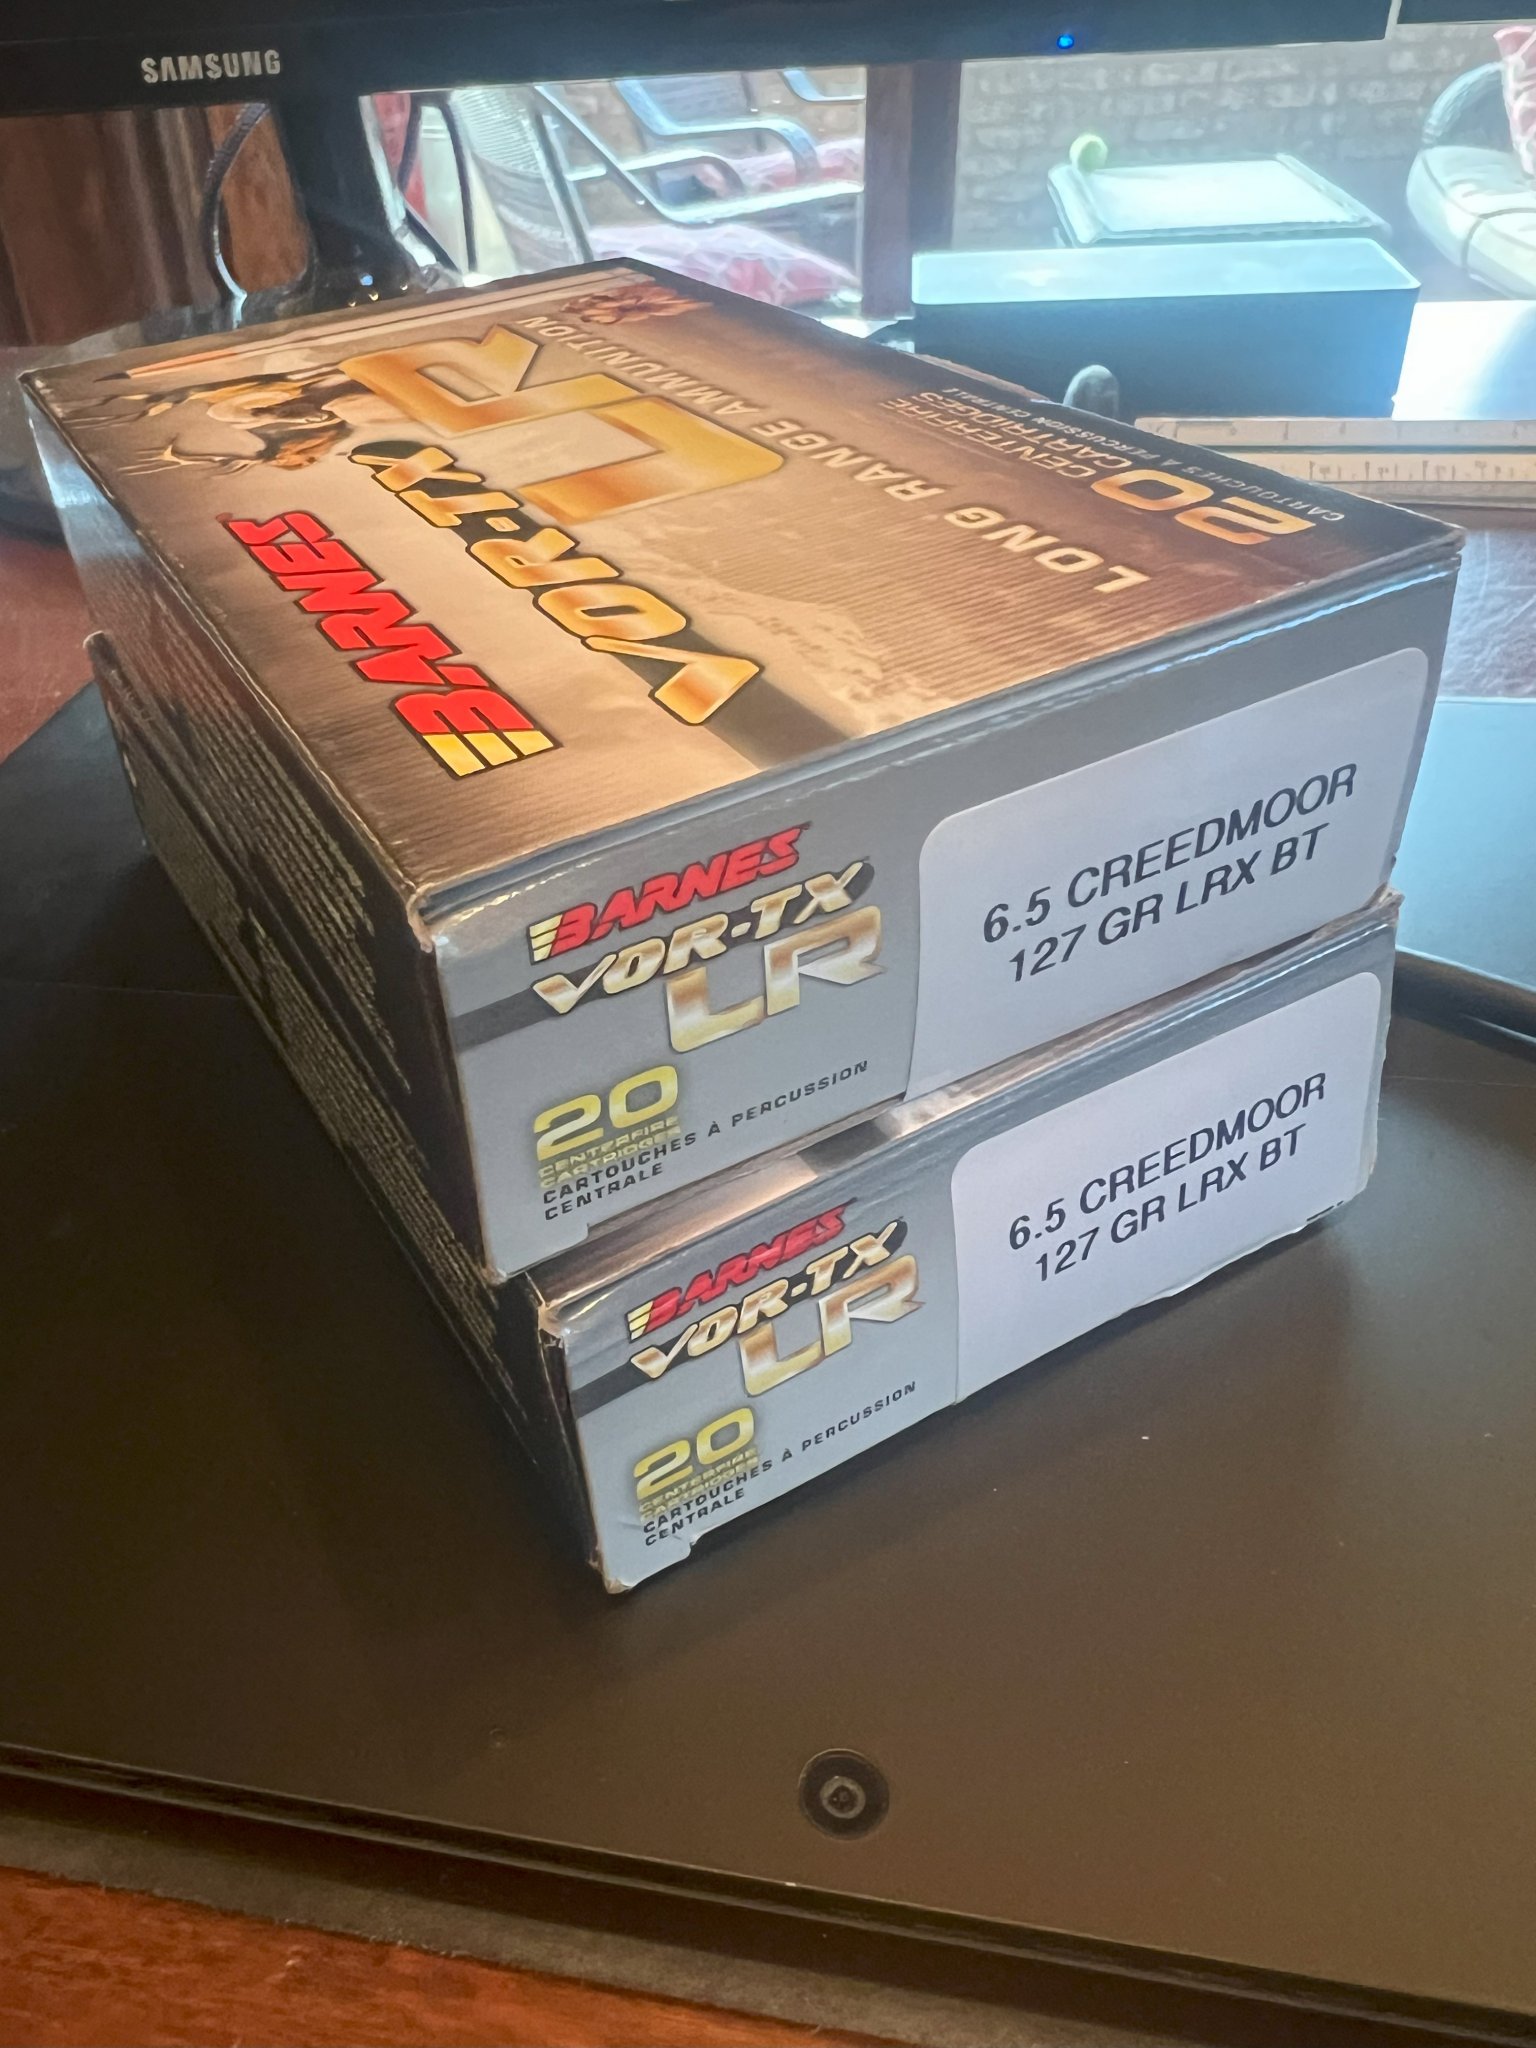 SAMSUNG
BARNES
VOR-TX
LR
LONG RANGE AMMUNITION
20
CENTERFIRE
CARTRIDGES
CARTOUCHES À PERCUSSION CENTRALE
BARNES
VOR-TX
LR
20
CENTERFIRE
CARTRIDGES
CARTOUCHES À PERCUSSION
CENTRALE
6.5 CREEDMOOR
127 GR LRX BT
BARNES
VOR-TX
LR
20
CENTERFIRE
CARTRIDGES
CARTOUCHES À PERCUSSION
CENTRALE
6.5 CREEDMOOR
127 GR LRX BT